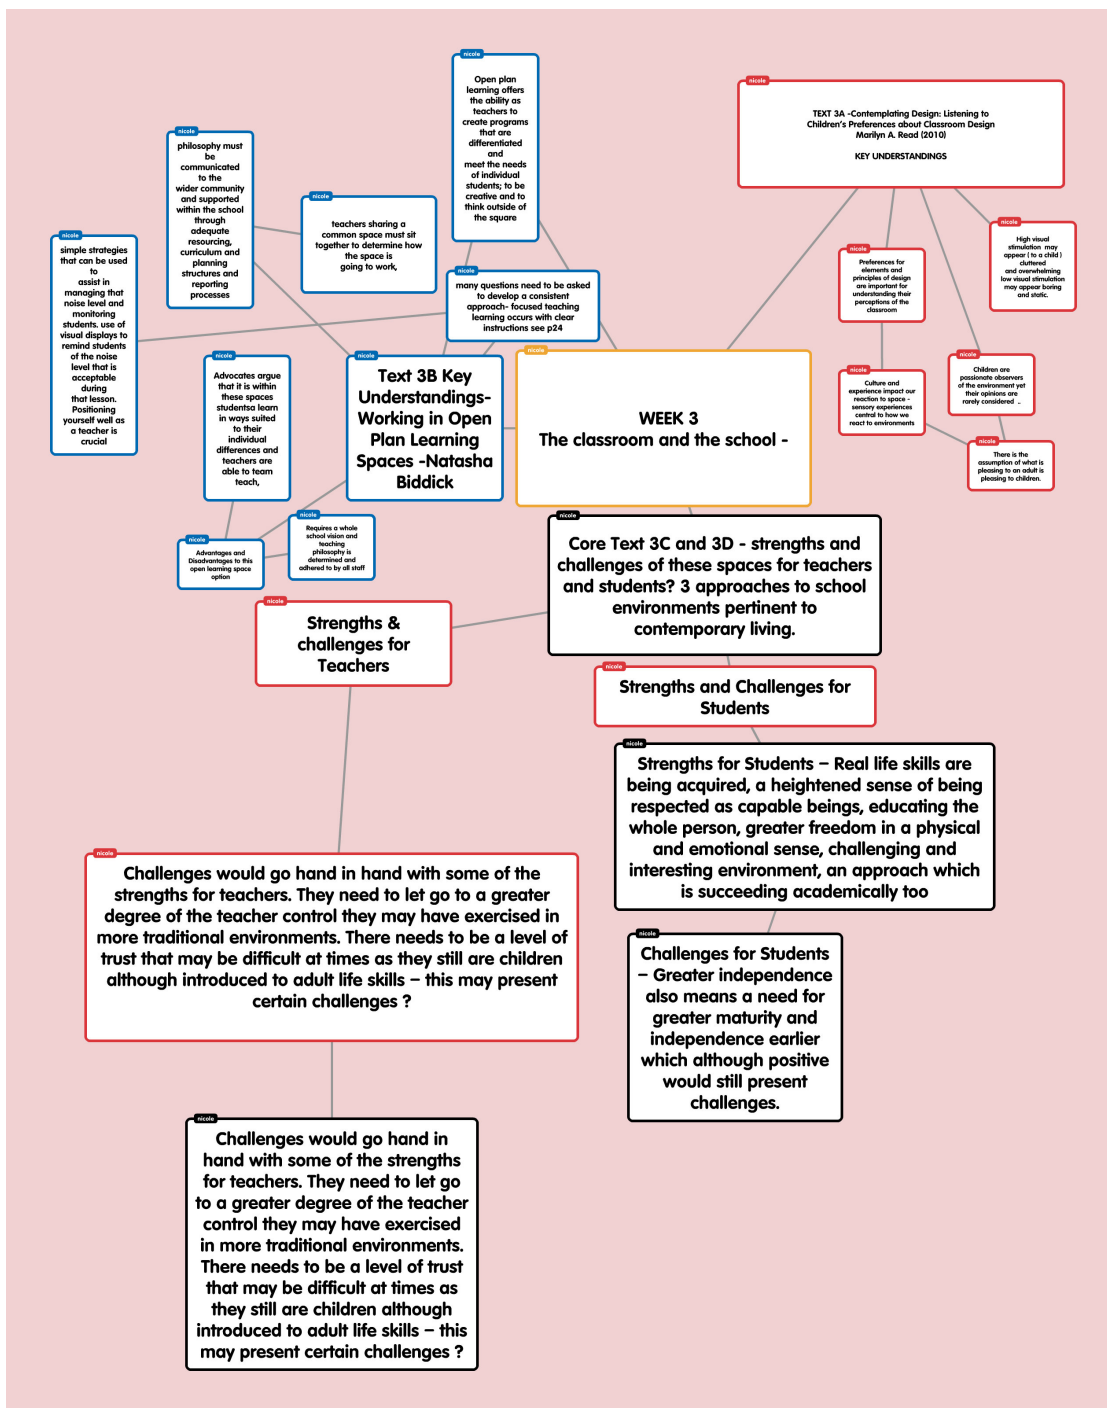 nicole
Open plan
learning offers
the ability as
teachers to
create programs
that are
differentiated
and
meet the needs
of individual
students; to be
creative and to
think outside of
the square
nicole
TEXT 3A -Contemplating Design: Listening to
Children's Preferences about Classroom Design
Marilyn A. Read (2010)
KEY UNDERSTANDINGS
nicole
philosophy must
be
communicated
to the
wider community
and supported
within the school
through
adequate
resourcing,
curriculum and
planning
structures and
reporting
processes
nicole
teachers sharing a
common space must sit
together to determine how
the space is
going to work,
nicole
simple strategies
that can be used
to
assist in
managing that
noise level and
monitoring
students. use of
visual displays to
remind students
of the noise
level that is
acceptable
during
that lesson.
Positioning
yourself well as
a teacher is
crucial
nicole
many questions need to be asked
to develop a consistent
approach- focused teaching
learning occurs with clear
instructions see p24
nicole
Preferences for
elements and
principles of design
are important for
understanding their
perceptions of the
classroom
nicole
High visual
stimulation may
appear ( to a child )
cluttered
and overwhelming
low visual stimulation
may appear boring
and static.
nicole
Advocates argue
that it is within
these spaces
studentsa learn
in ways suited
to their
individual
differences and
teachers are
able to team
teach,
nicole
Text 3B Key
Understandings-
Working in Open
Plan Learning
Spaces -Natasha
Biddick
nicole
WEEK 3
The classroom and the school -
nicole
Culture and
experience impact our
reaction to space -
sensory experiences
central to how we
react to environments
nicole
Children are
passionate observers
of the environment yet
their opinions are
rarely considered ..
nicole
There is the
assumption of what is
pleasing to an adult is
pleasing to children.
nicole
Advantages and
Disadvantages to this
open learning space
option
nicole
Requires a whole
school vision and
teaching
philosophy is
determined and
adhered to by all staff
nicole
Core Text 3C and 3D - strengths and
challenges of these spaces for teachers
and students? 3 approaches to school
environments pertinent to
contemporary living.
nicole
Strengths &
challenges for
Teachers
nicole
Strengths and Challenges for
Students
nicole
Strengths for Students – Real life skills are
being acquired, a heightened sense of being
respected as capable beings, educating the
whole person, greater freedom in a physical
and emotional sense, challenging and
interesting environment, an approach which
is succeeding academically too
nicole
Challenges would go hand in hand with some of the
strengths for teachers. They need to let go to a greater
degree of the teacher control they may have exercised in
more traditional environments. There needs to be a level of
trust that may be difficult at times as they still are children
although introduced to adult life skills – this may present
certain challenges ?
nicole
Challenges for Students
– Greater independence
also means a need for
greater maturity and
independence earlier
which although positive
would still present
challenges.
nicole
Challenges would go hand in
hand with some of the strengths
for teachers. They need to let go
to a greater degree of the teacher
control they may have exercised
in more traditional environments.
There needs to be a level of trust
that may be difficult at times as
they still are children although
introduced to adult life skills – this
may present certain challenges ?